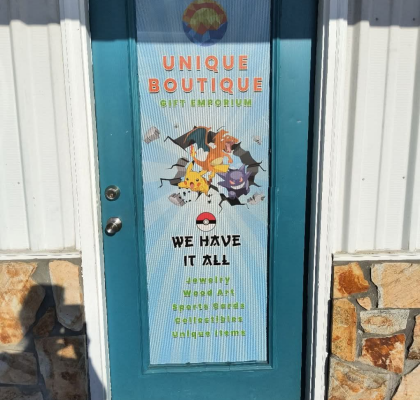 UNIQUE
BOUTIQUE
GIFT EMPORIUM
WE HAVE
IT ALL
Jewelry
Wood Art
Sports Cards
Collectibles
Unique Items